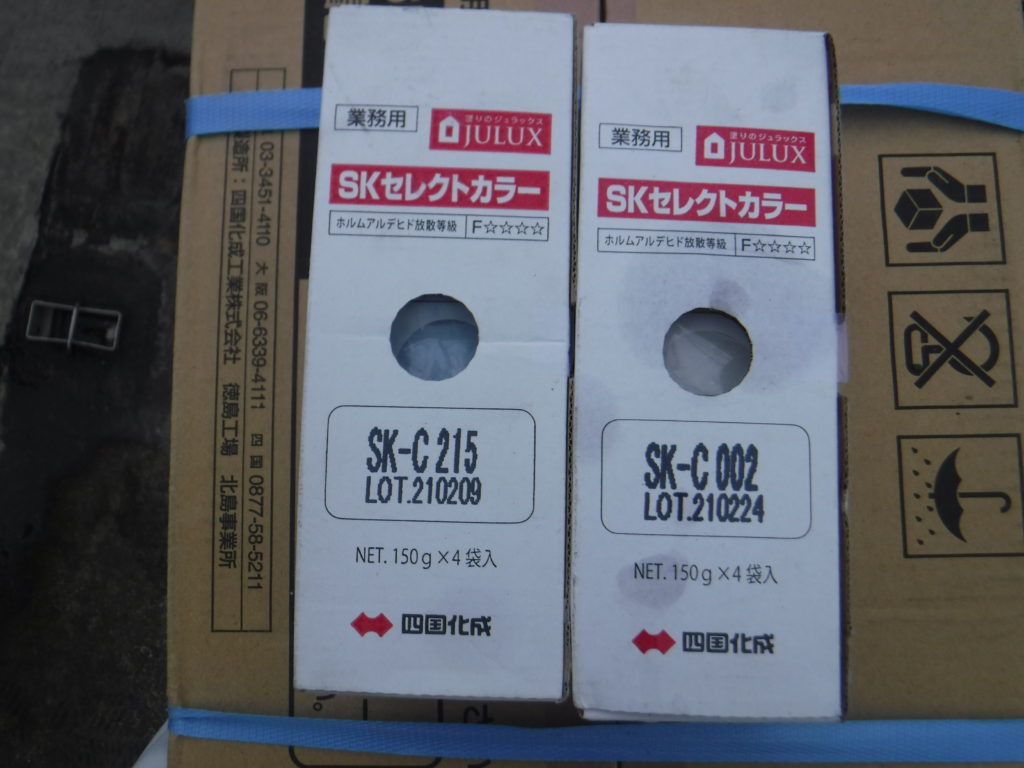 業務用
塗りのジュラックス
JULUX
SKセレクトカラー
ホルムアルデヒド放散等級 F☆☆☆☆
SK-C 215
LOT.210209
NET. 150g×4袋入
四国化成
業務用
塗りのジュラックス
JULUX
SKセレクトカラー
ホルムアルデヒド放散等級 F☆☆☆☆
SK-C 002
LOT.210224
NET. 150g×4袋入
四国化成
03-3451-4110 大阪 06-6339-4111 四国 0877-58-5211
造所：四国化成工業株式会社 徳島工場 北島事業所